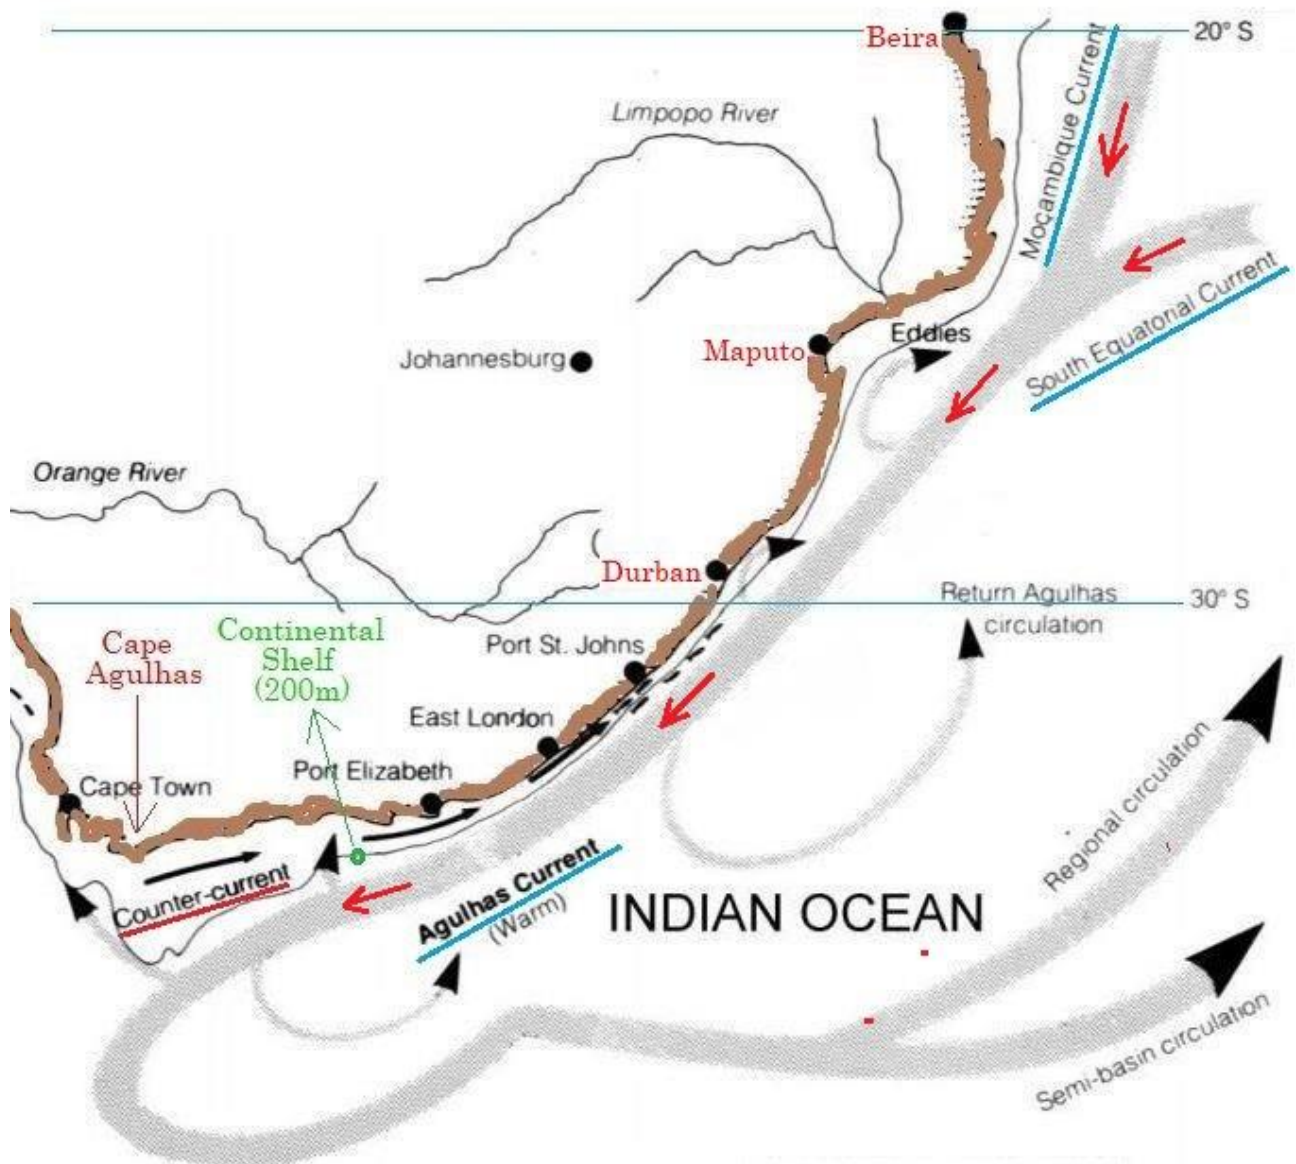 Beira
20° S
Limpopo River
Moçambique Current
South Equatorial Current
Eddies
Maputo
Johannesburg
Orange River
Durban
Return Agulhas
circulation
30° S
Cape
Agulhas
Continental
Shelf
(200m)
Port St. Johns
East London
Port Elizabeth
Cape Town
Counter-current
Agulhas Current
(Warm)
INDIAN OCEAN
Regional circulation
Semi-basin circulation